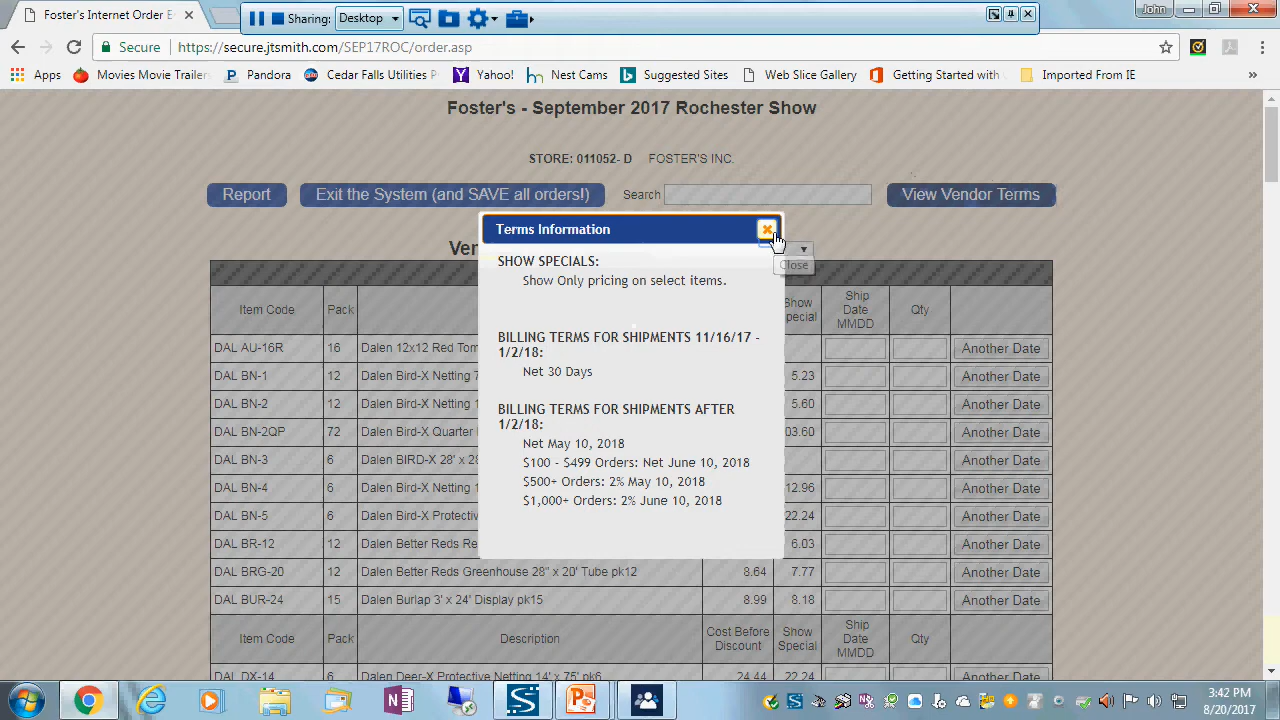 Foster's Internet Order E
Sharing: Desktop
John
Secure https://secure.jtsmith.com/SEP17ROC/order.asp
Apps Movies Movie Trailers Pandora Cedar Falls Utilities Yahoo! Nest Cams Suggested Sites Web Slice Gallery Getting Started with Imported From IE »
Foster's - September 2017 Rochester Show
STORE: 011052- D FOSTER'S INC.
Report Exit the System (and SAVE all orders!) Search View Vendor Terms
Terms Information
Close
SHOW SPECIALS:
Show Only pricing on select items.
BILLING TERMS FOR SHIPMENTS 11/16/17 -
1/2/18:
Net 30 Days
BILLING TERMS FOR SHIPMENTS AFTER
1/2/18:
Net May 10, 2018
$100 - $499 Orders: Net June 10, 2018
$500+ Orders: 2% May 10, 2018
$1,000+ Orders: 2% June 10, 2018
Item Code Pack Show Special Ship Date MMDD Qty
DAL AU-16R 16 Dalen 12x12 Red Tom Another Date
DAL BN-1 12 Dalen Bird-X Netting 7 5.23 Another Date
DAL BN-2 12 Dalen Bird-X Netting 1 5.60 Another Date
DAL BN-2QP 72 Dalen Bird-X Quarter 03.60 Another Date
DAL BN-3 6 Dalen BIRD-X 28' x 28 Another Date
DAL BN-4 6 Dalen Bird-X Netting 1 12.96 Another Date
DAL BN-5 6 Dalen Bird-X Protectiv 22.24 Another Date
DAL BR-12 12 Dalen Better Reds Re 6.03 Another Date
DAL BRG-20 12 Dalen Better Reds Greenhouse 28" x 20' Tube pk12 8.64 7.77 Another Date
DAL BUR-24 15 Dalen Burlap 3' x 24' Display pk15 8.99 8.18 Another Date
Item Code Pack Description Cost Before Discount Show Special Ship Date MMDD Qty
DAL DX-14 6 Dalen Deer-X Protective Netting 14' x 75' pk6 24.44 22.24 Another Date
3:42 PM
8/20/2017